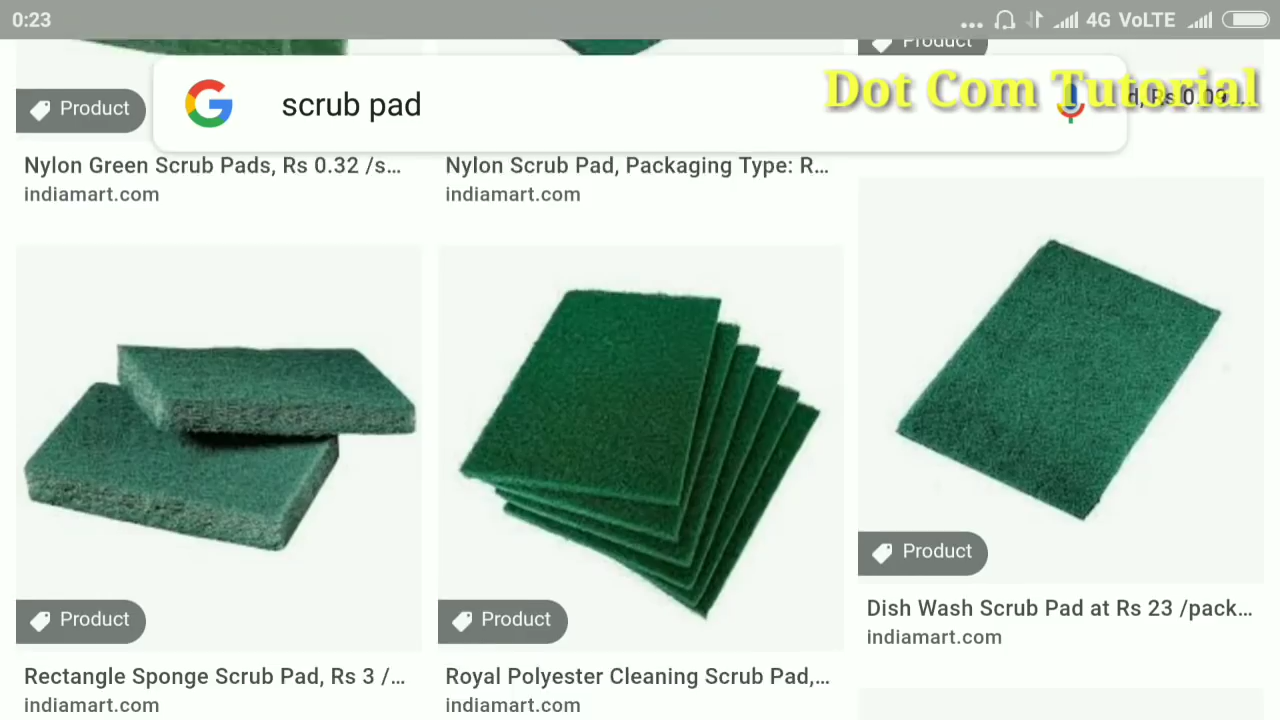 0:23
... 4G VoLTE
Product
Product
scrub pad
Dot Com Tutorial
Nylon Green Scrub Pads, Rs 0.32 /s...
indiamart.com
Nylon Scrub Pad, Packaging Type: R...
indiamart.com
Product
Product
Product
Rectangle Sponge Scrub Pad, Rs 3 /...
indiamart.com
Royal Polyester Cleaning Scrub Pad,...
indiamart.com
Dish Wash Scrub Pad at Rs 23 /pack...
indiamart.com